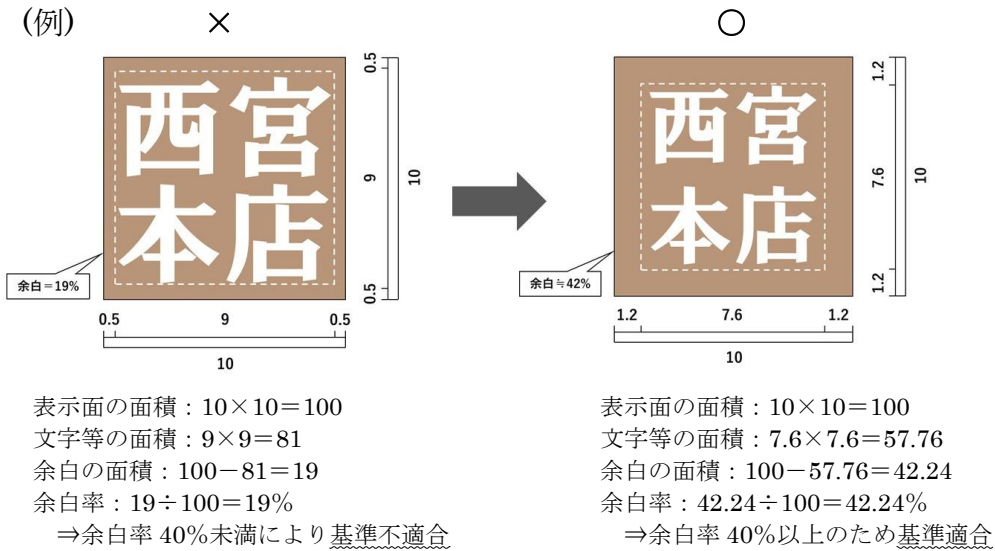 (例)
×
○
西宮
本店
余白=19%
0.5
9
0.5
10
0.5
9
0.5
10
西宮
本店
余白≒42%
1.2
7.6
1.2
10
1.2
7.6
1.2
10
表示面の面積:10×10=100
文字等の面積:9×9=81
余白の面積:100-81=19
余白率:19÷100=19%
⇒余白率 40%未満により基準不適合
表示面の面積:10×10=100
文字等の面積:7.6×7.6=57.76
余白の面積:100-57.76=42.24
余白率:42.24÷100=42.24%
⇒余白率 40%以上のため基準適合